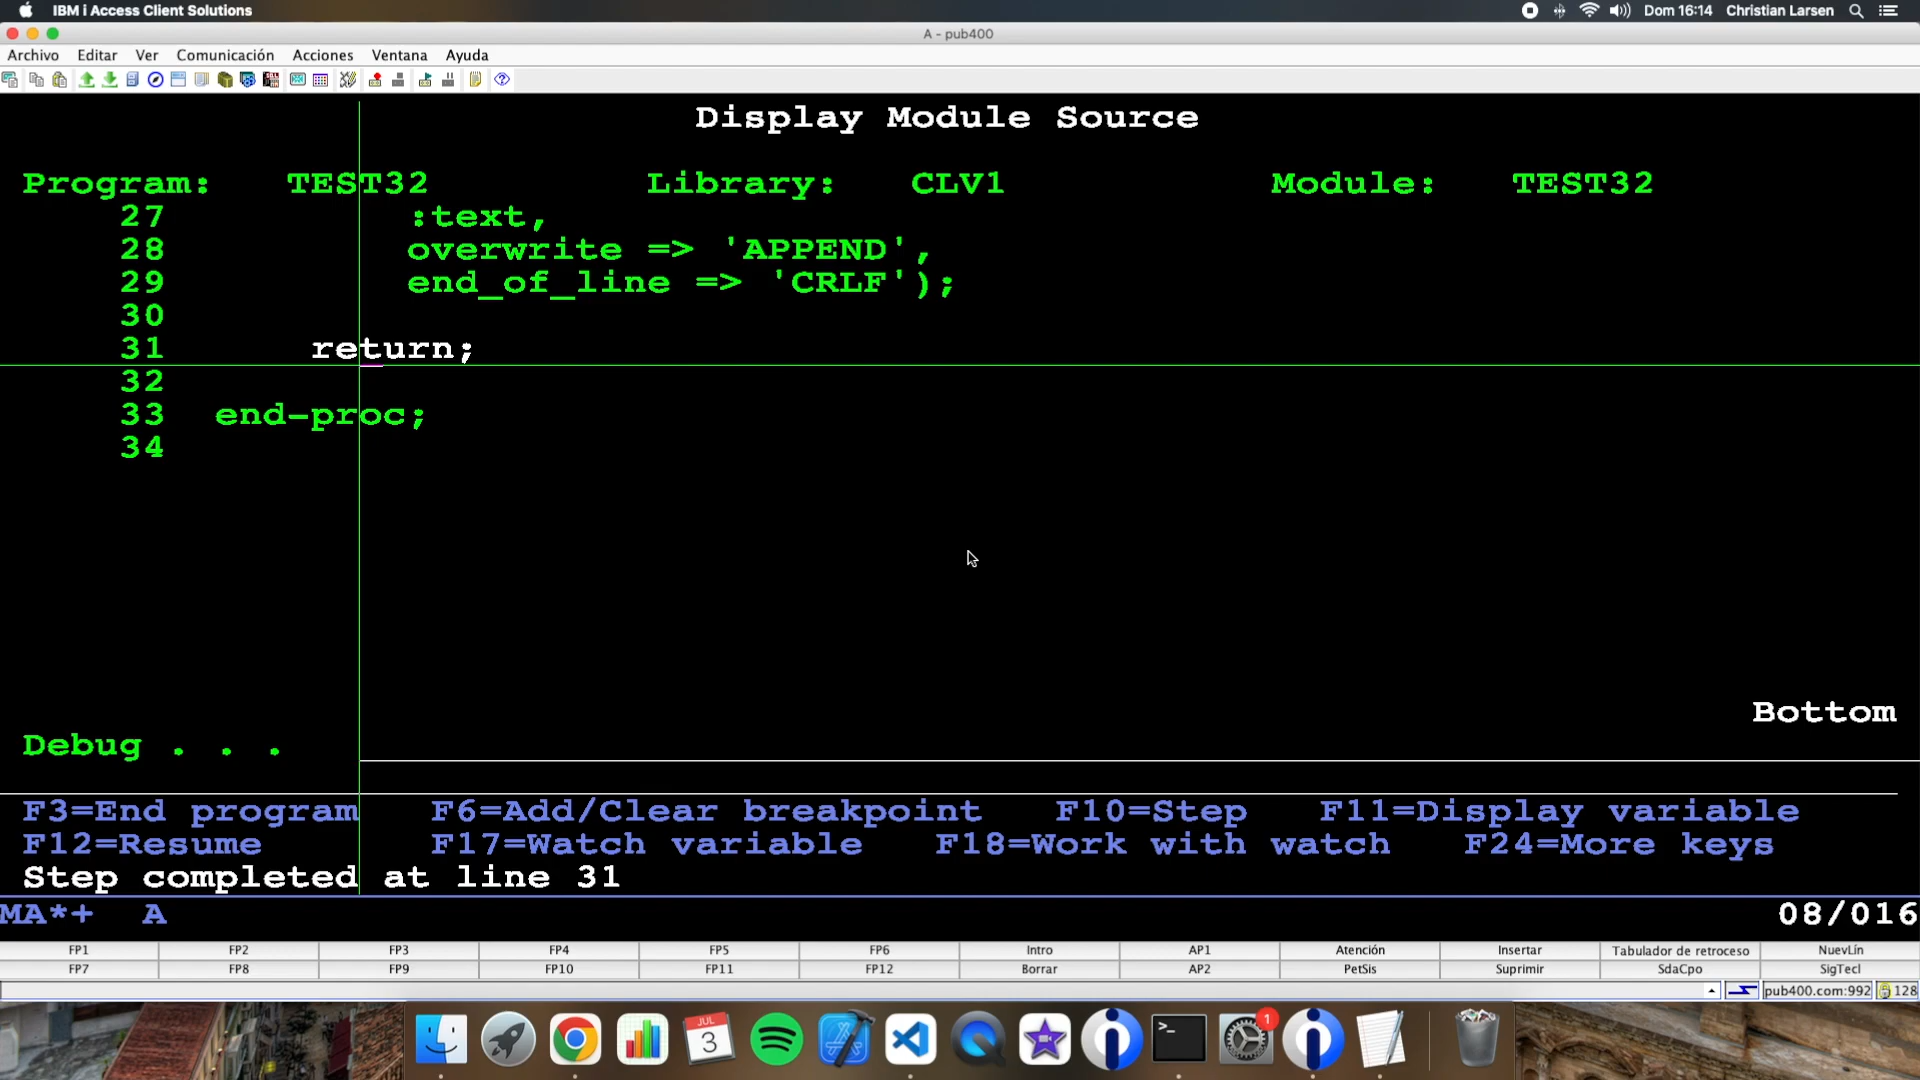 IBM i Access Client Solutions
Dom 16:14 Christian Larsen
A - pub400
Archivo Editar Ver Comunicación Acciones Ventana Ayuda
Display Module Source
Program: TEST32 Library: CLV1 Module: TEST32
27 :text,
28 overwrite => 'APPEND',
29 end_of_line => 'CRLF');
30
31 return;
32
33 end-proc;
34
Bottom
Debug . . .
F3=End program F6=Add/Clear breakpoint F10=Step F11=Display variable
F12=Resume F17=Watch variable F18=Work with watch F24=More keys
Step completed at line 31
MA*+ A 08/016
FP1 FP2 FP3 FP4 FP5 FP6 Intro AP1 Atención Insertar Tabulador de retroceso NuevLín
FP7 FP8 FP9 FP10 FP11 FP12 Borrar AP2 PetSis Suprimir SdaCpo SigTecl
pub400.com:992 128
JUL
3
>_
1